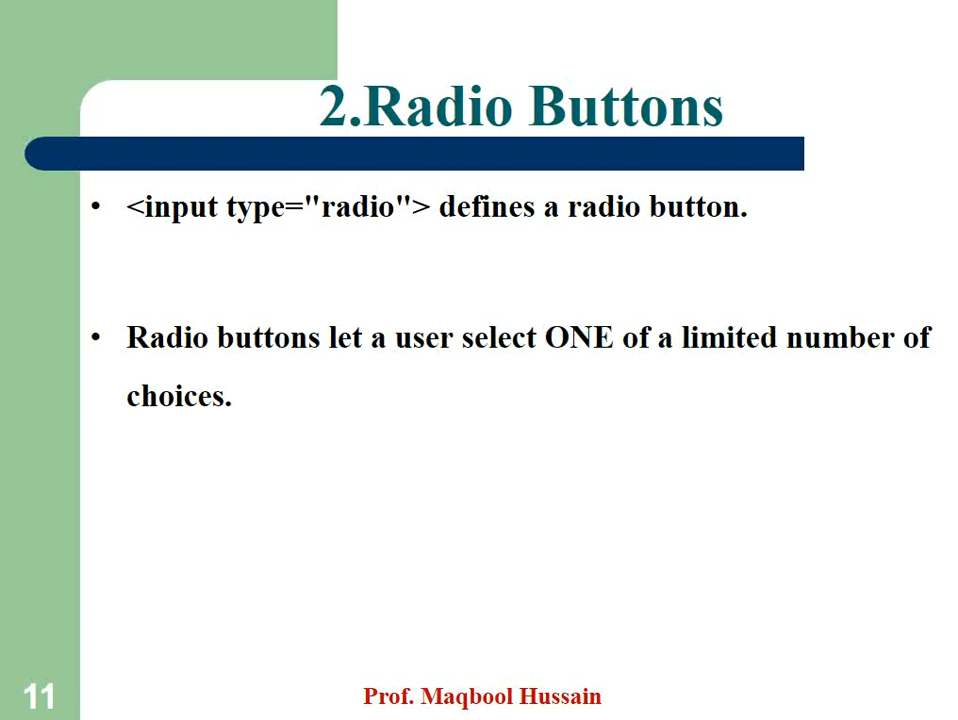 2.Radio Buttons
• <input type="radio"> defines a radio button.
• Radio buttons let a user select ONE of a limited number of
choices.
11
Prof. Maqbool Hussain